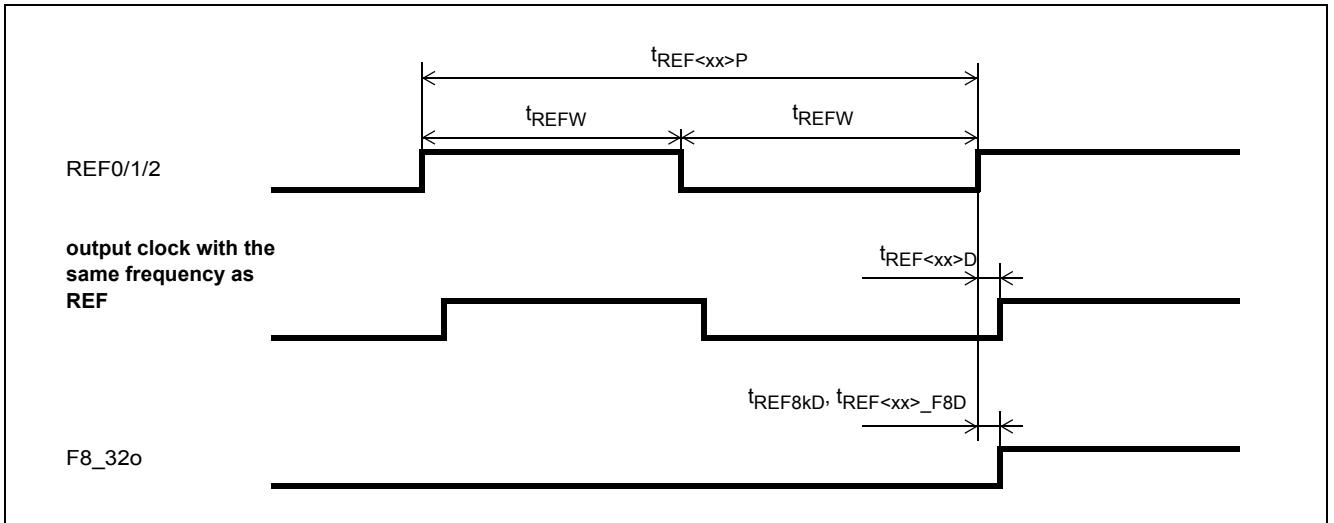 tREF<xx>P
tREFW
tREFW
REF0/1/2
output clock with the
same frequency as
REF
tREF<xx>D
tREF8kD, tREF<xx>_F8D
F8_32o